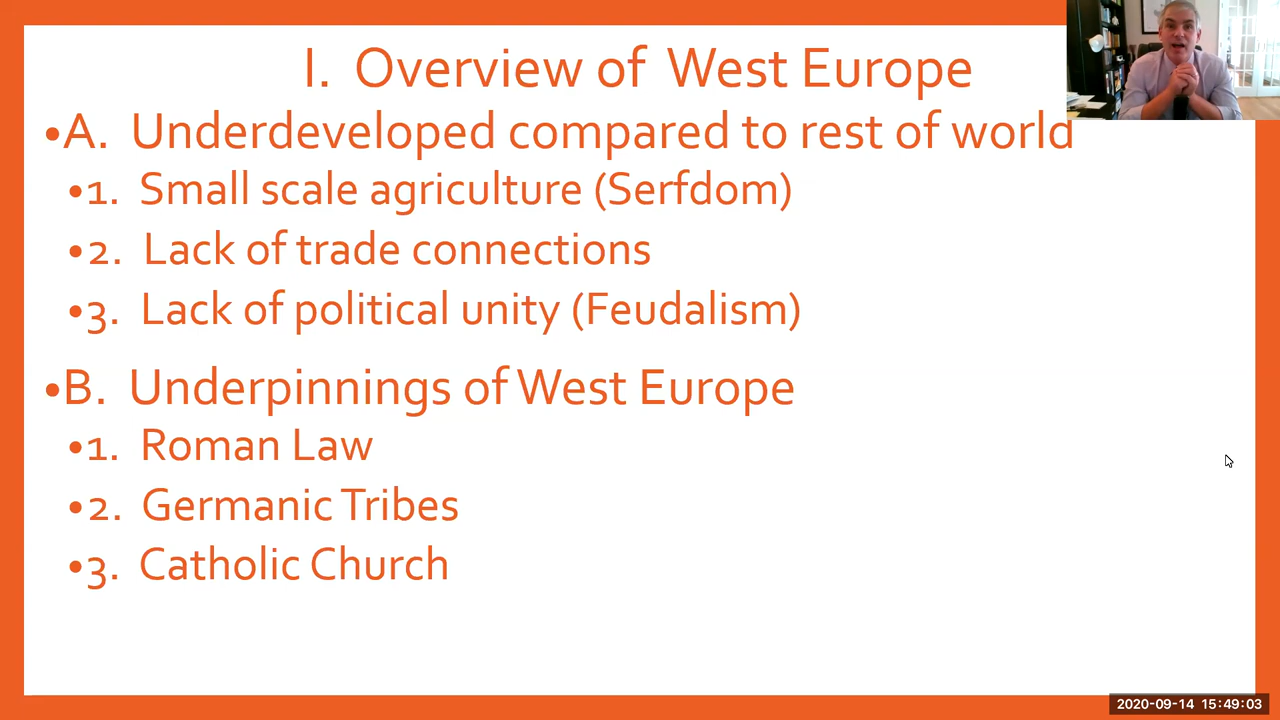 I. Overview of West Europe
•A. Underdeveloped compared to rest of world
•1. Small scale agriculture (Serfdom)
•2. Lack of trade connections
•3. Lack of political unity (Feudalism)
•B. Underpinnings of West Europe
•1. Roman Law
•2. Germanic Tribes
•3. Catholic Church
2020-09-14 15:49:03